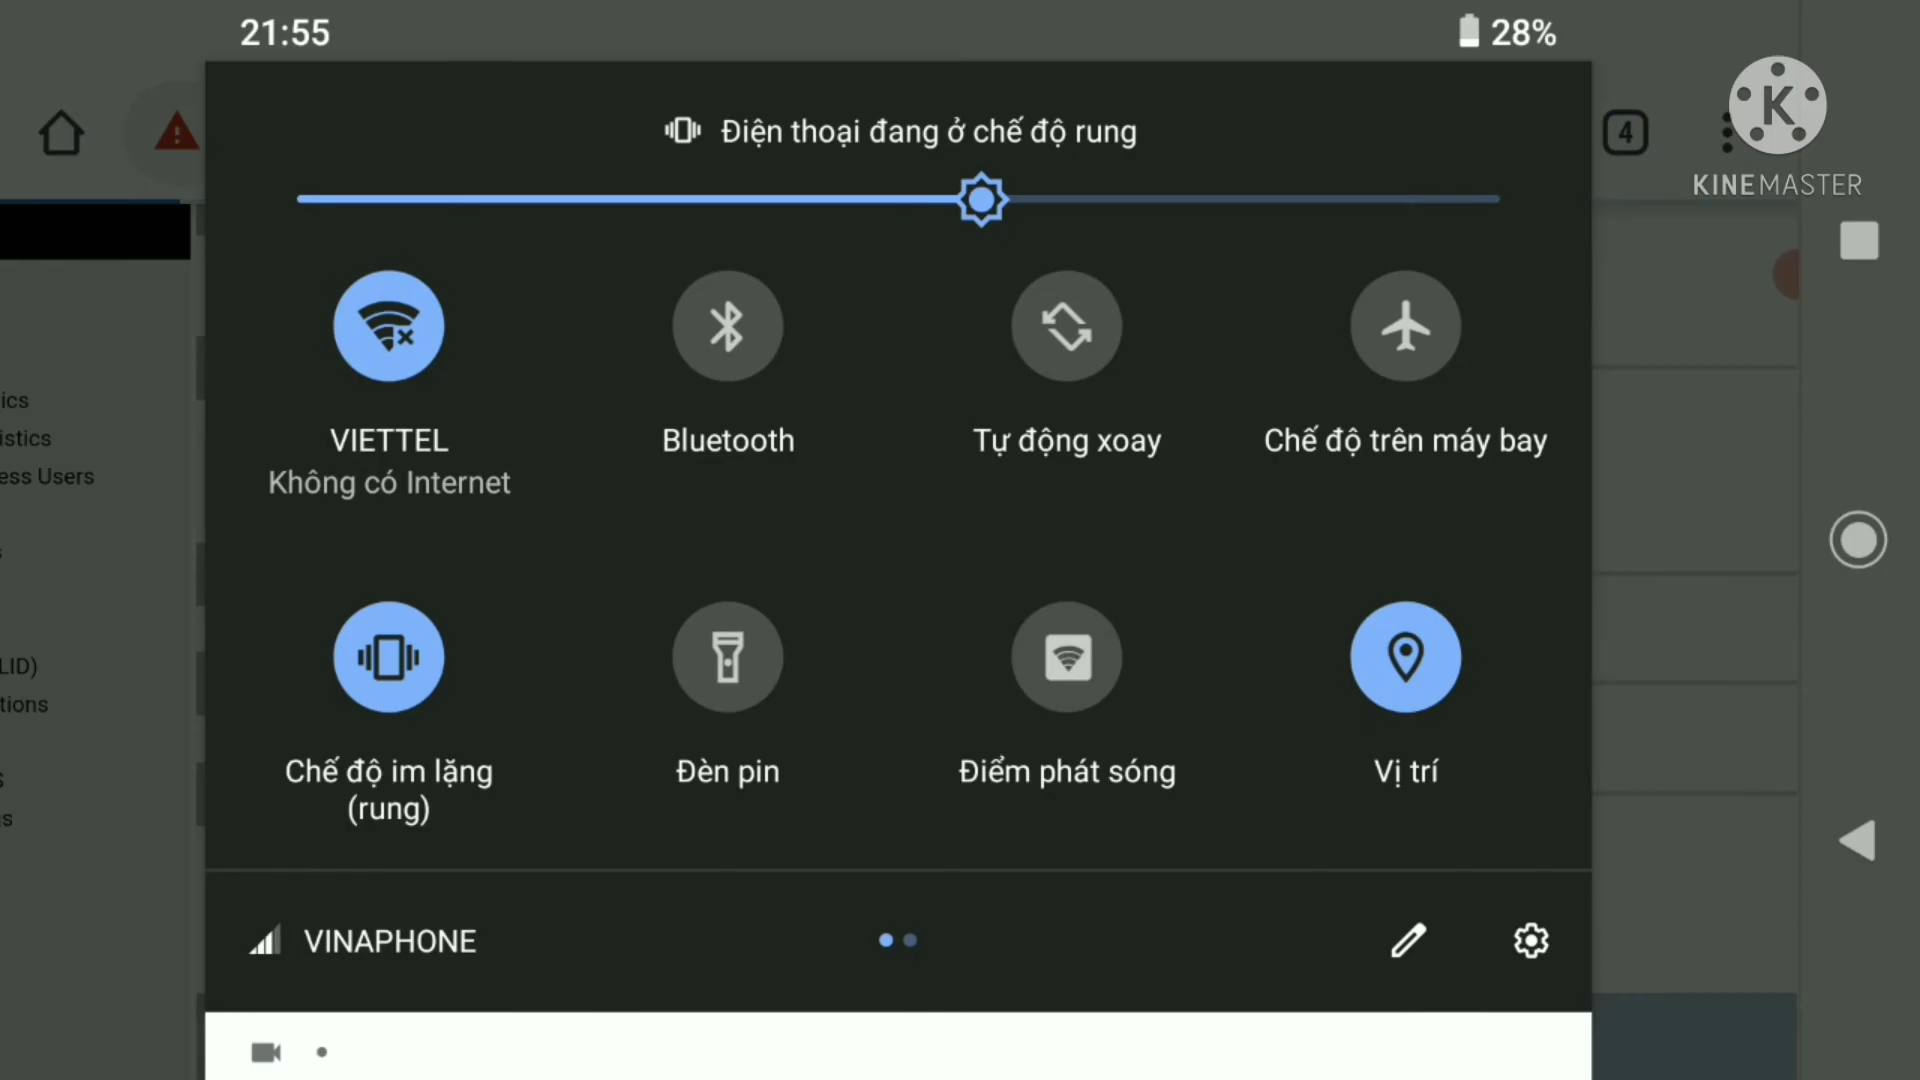 21:55
28%
4
K
KINEMASTER
Điện thoại đang ở chế độ rung
VIETTEL
Không có Internet
Bluetooth
Tự động xoay
Chế độ trên máy bay
ics
istics
ess Users
s
LID)
tions
s
s
Chế độ im lặng
(rung)
Đèn pin
Điểm phát sóng
Vị trí
VINAPHONE